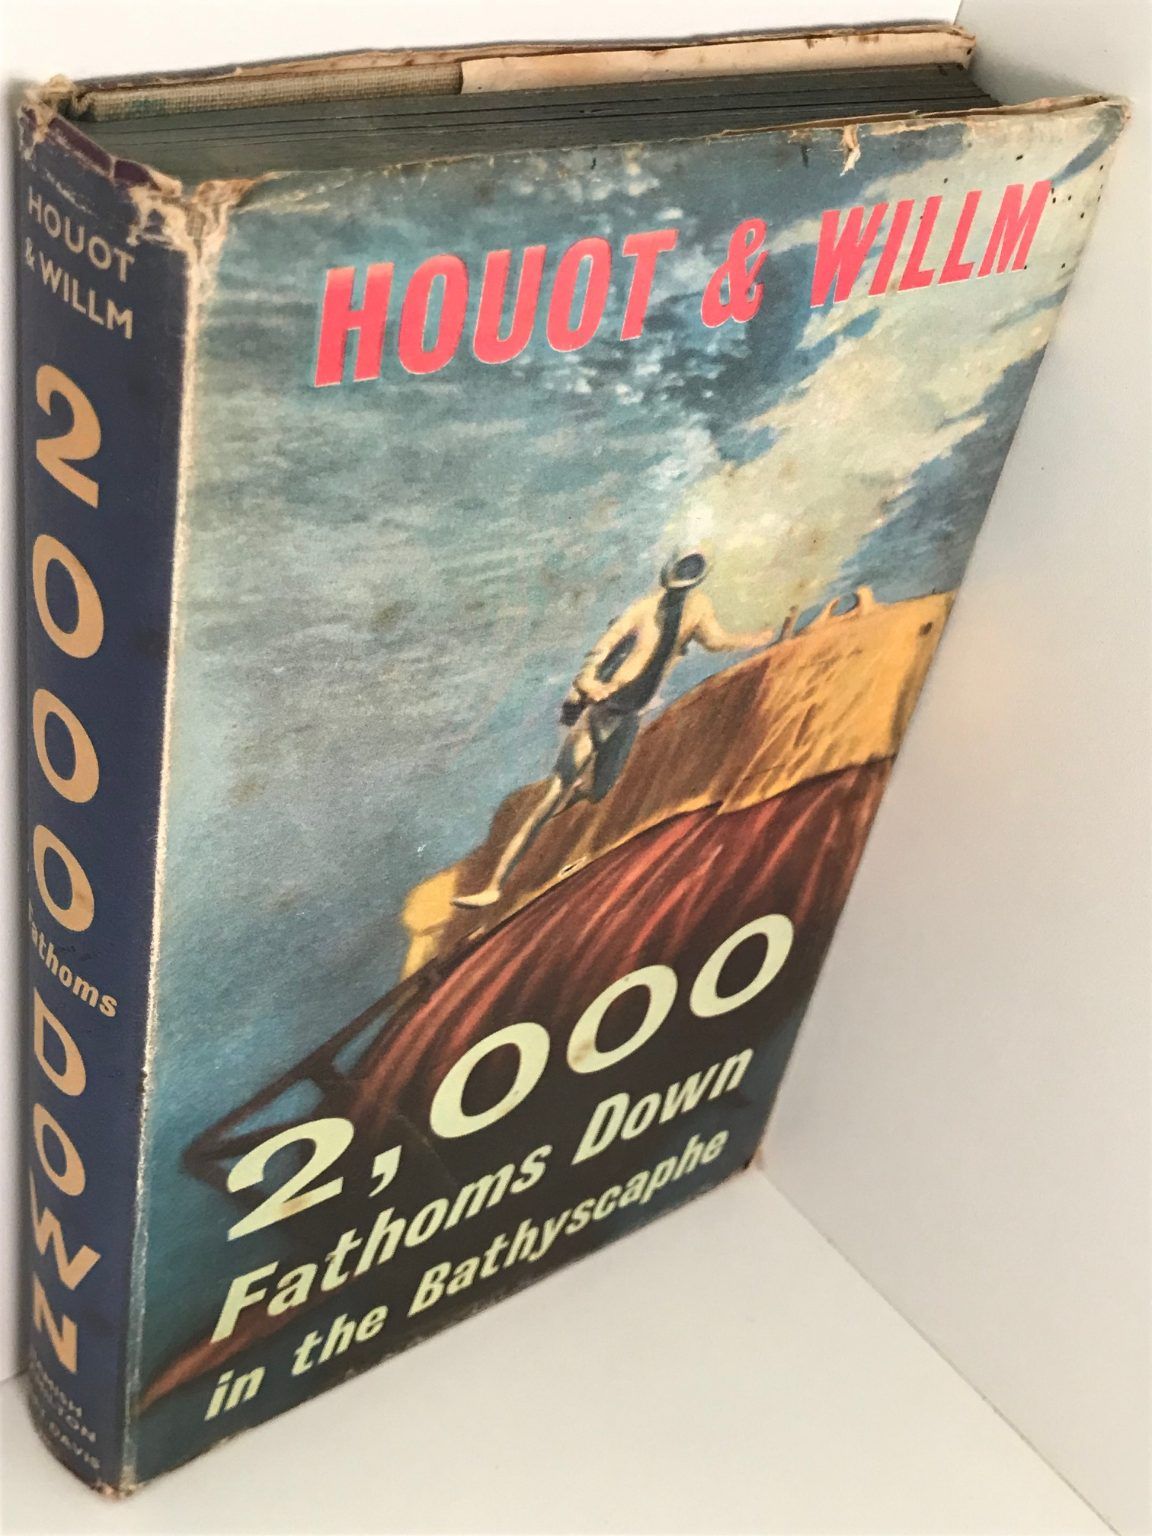 HOUOT
& WILLM
2000
fathoms
DOWN
HOUOT & WILLM
2,000
Fathoms Down
in the Bathyscaphe